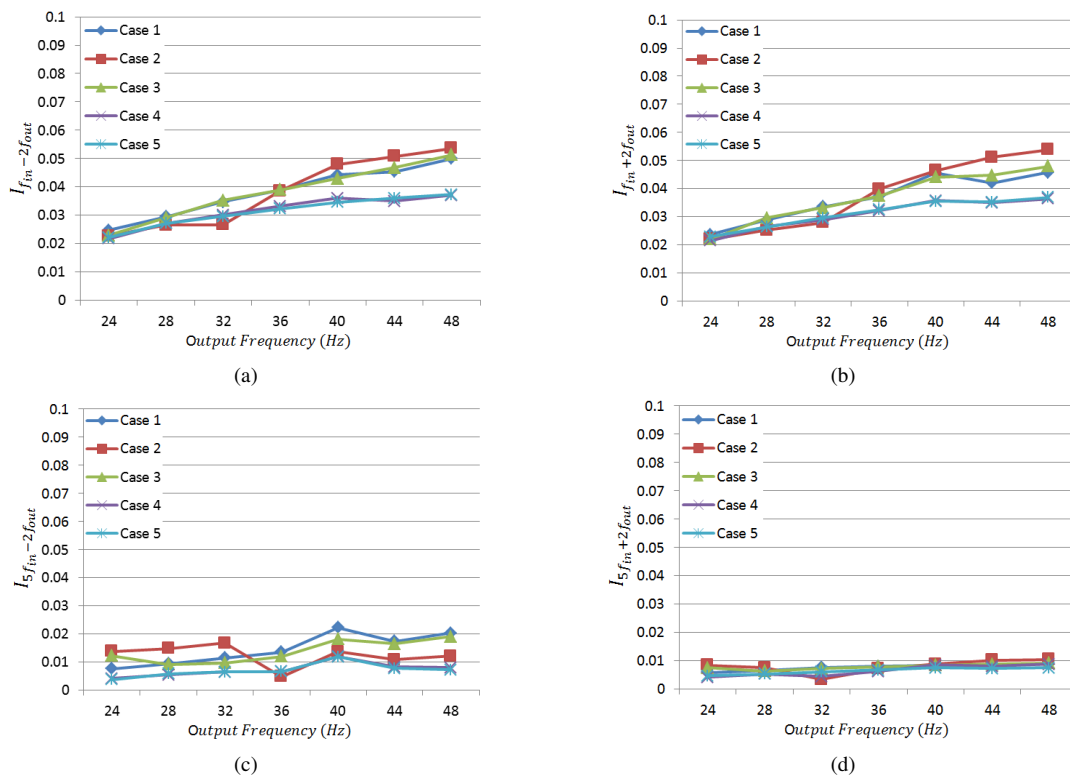 0.1
0.09
0.08
0.07
0.06
0.05
0.04
0.03
0.02
0.01
0
I_{f_{in}-2f_{out}}
Case 1
Case 2
Case 3
Case 4
Case 5
24 28 32 36 40 44 48
Output Frequency (Hz)
(a)
0.1
0.09
0.08
0.07
0.06
0.05
0.04
0.03
0.02
0.01
0
I_{f_{in}+2f_{out}}
Case 1
Case 2
Case 3
Case 4
Case 5
24 28 32 36 40 44 48
Output Frequency (Hz)
(b)
0.1
0.09
0.08
0.07
0.06
0.05
0.04
0.03
0.02
0.01
0
I_{5f_{in}-2f_{out}}
Case 1
Case 2
Case 3
Case 4
Case 5
24 28 32 36 40 44 48
Output Frequency (Hz)
(c)
0.1
0.09
0.08
0.07
0.06
0.05
0.04
0.03
0.02
0.01
0
I_{5f_{in}+2f_{out}}
Case 1
Case 2
Case 3
Case 4
Case 5
24 28 32 36 40 44 48
Output Frequency (Hz)
(d)